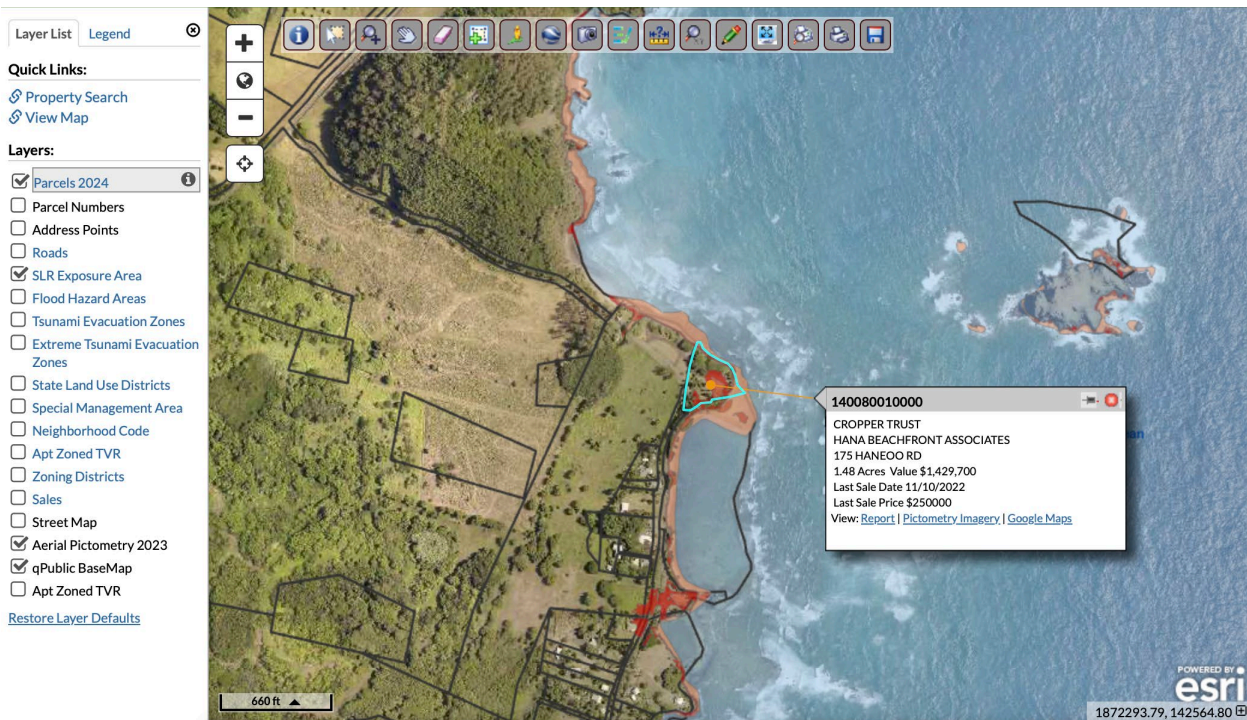 Layer List
Legend
Quick Links:
Property Search
View Map
Layers:
Parcels 2024
Parcel Numbers
Address Points
Roads
SLR Exposure Area
Flood Hazard Areas
Tsunami Evacuation Zones
Extreme Tsunami Evacuation
Zones
State Land Use Districts
Special Management Area
Neighborhood Code
Apt Zoned TVR
Zoning Districts
Sales
Street Map
Aerial Pictometry 2023
qPublic BaseMap
Apt Zoned TVR
Restore Layer Defaults
140080010000
CROPPER TRUST
HANA BEACHFRONT ASSOCIATES
175 HANEOO RD
1.48 Acres Value $1,429,700
Last Sale Date 11/10/2022
Last Sale Price $250000
View: Report | Pictometry Imagery | Google Maps
660 ft
POWERED BY
esri
1872293.79, 142564.80